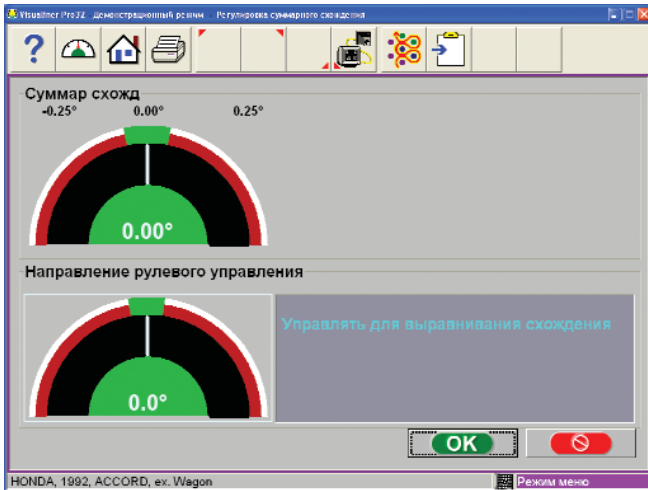 Visualiner Pro32 Демонстрационный режим - Регулировка суммарного схождения
?
Суммар схожд
-0.25° 0.00° 0.25°
0.00°
Направление рулевого управления
Управлять для выравнивания схождения
0.0°
OK
HONDA, 1992, ACCORD, ex. Wagon Режим меню